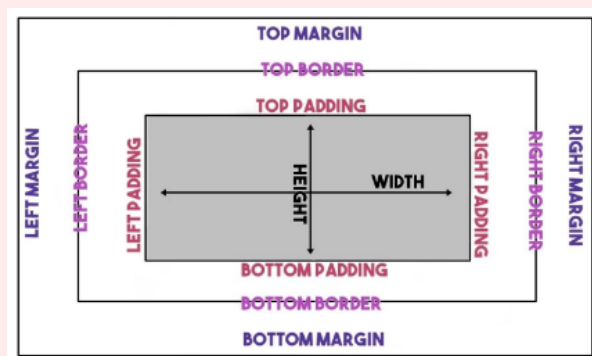 TOP MARGIN
TOP BORDER
TOP PADDING
LEFT MARGIN
LEFT BORDER
LEFT PADDING
HEIGHT
WIDTH
RIGHT PADDING
RIGHT BORDER
RIGHT MARGIN
BOTTOM PADDING
BOTTOM BORDER
BOTTOM MARGIN